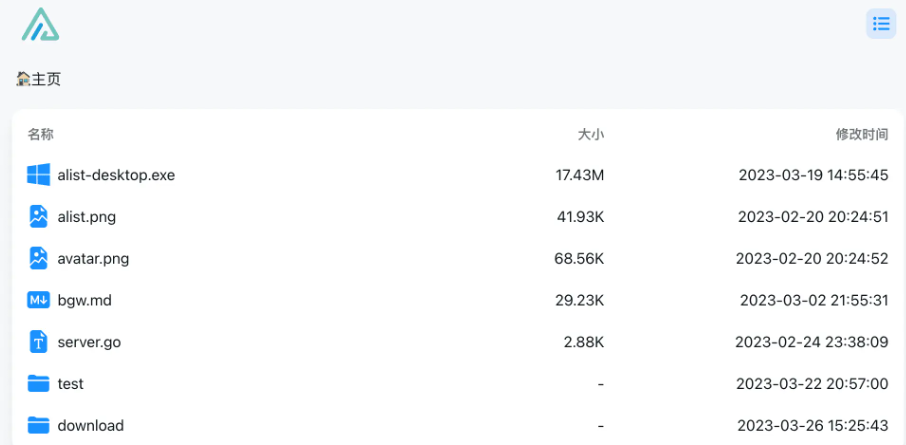 🏠主页
名称 大小 修改时间
alist-desktop.exe 17.43M 2023-03-19 14:55:45
alist.png 41.93K 2023-02-20 20:24:51
avatar.png 68.56K 2023-02-20 20:24:52
M↓ bgw.md 29.23K 2023-03-02 21:55:31
T server.go 2.88K 2023-02-24 23:38:09
test - 2023-03-22 20:57:00
download - 2023-03-26 15:25:43